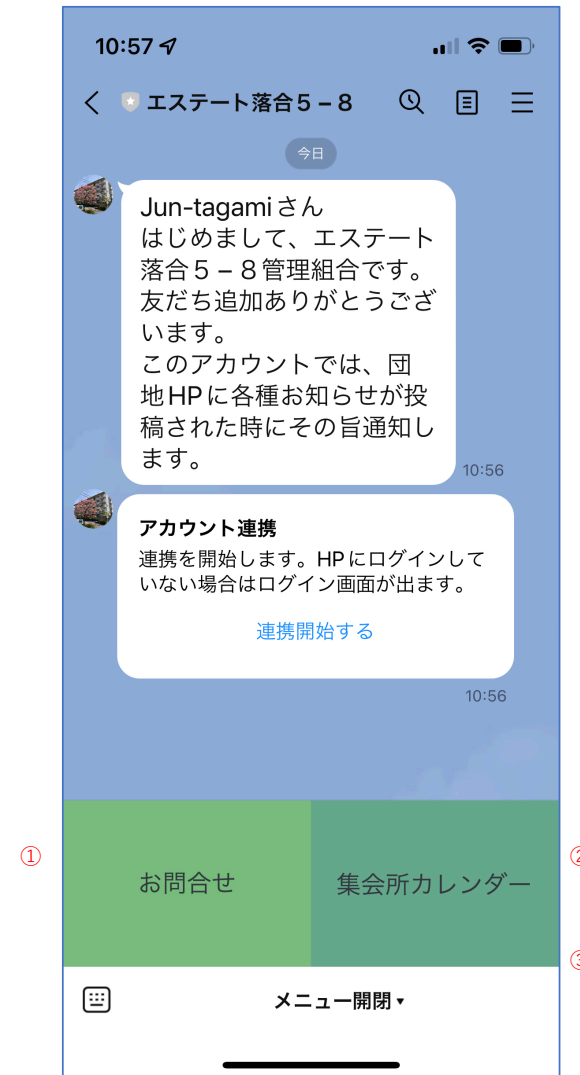 10:57
エステート落合５－８
今日
Jun-tagamiさん
はじめまして、エステート
落合５－８管理組合です。
友だち追加ありがとうござ
います。
このアカウントでは、団
地HPに各種お知らせが投
稿された時にその旨通知し
ます。
10:56
アカウント連携
連携を開始します。HPにログインして
いない場合はログイン画面が出ます。
連携開始する
10:56
①
お問合せ
集会所カレンダー
②
③
メニュー開閉▼